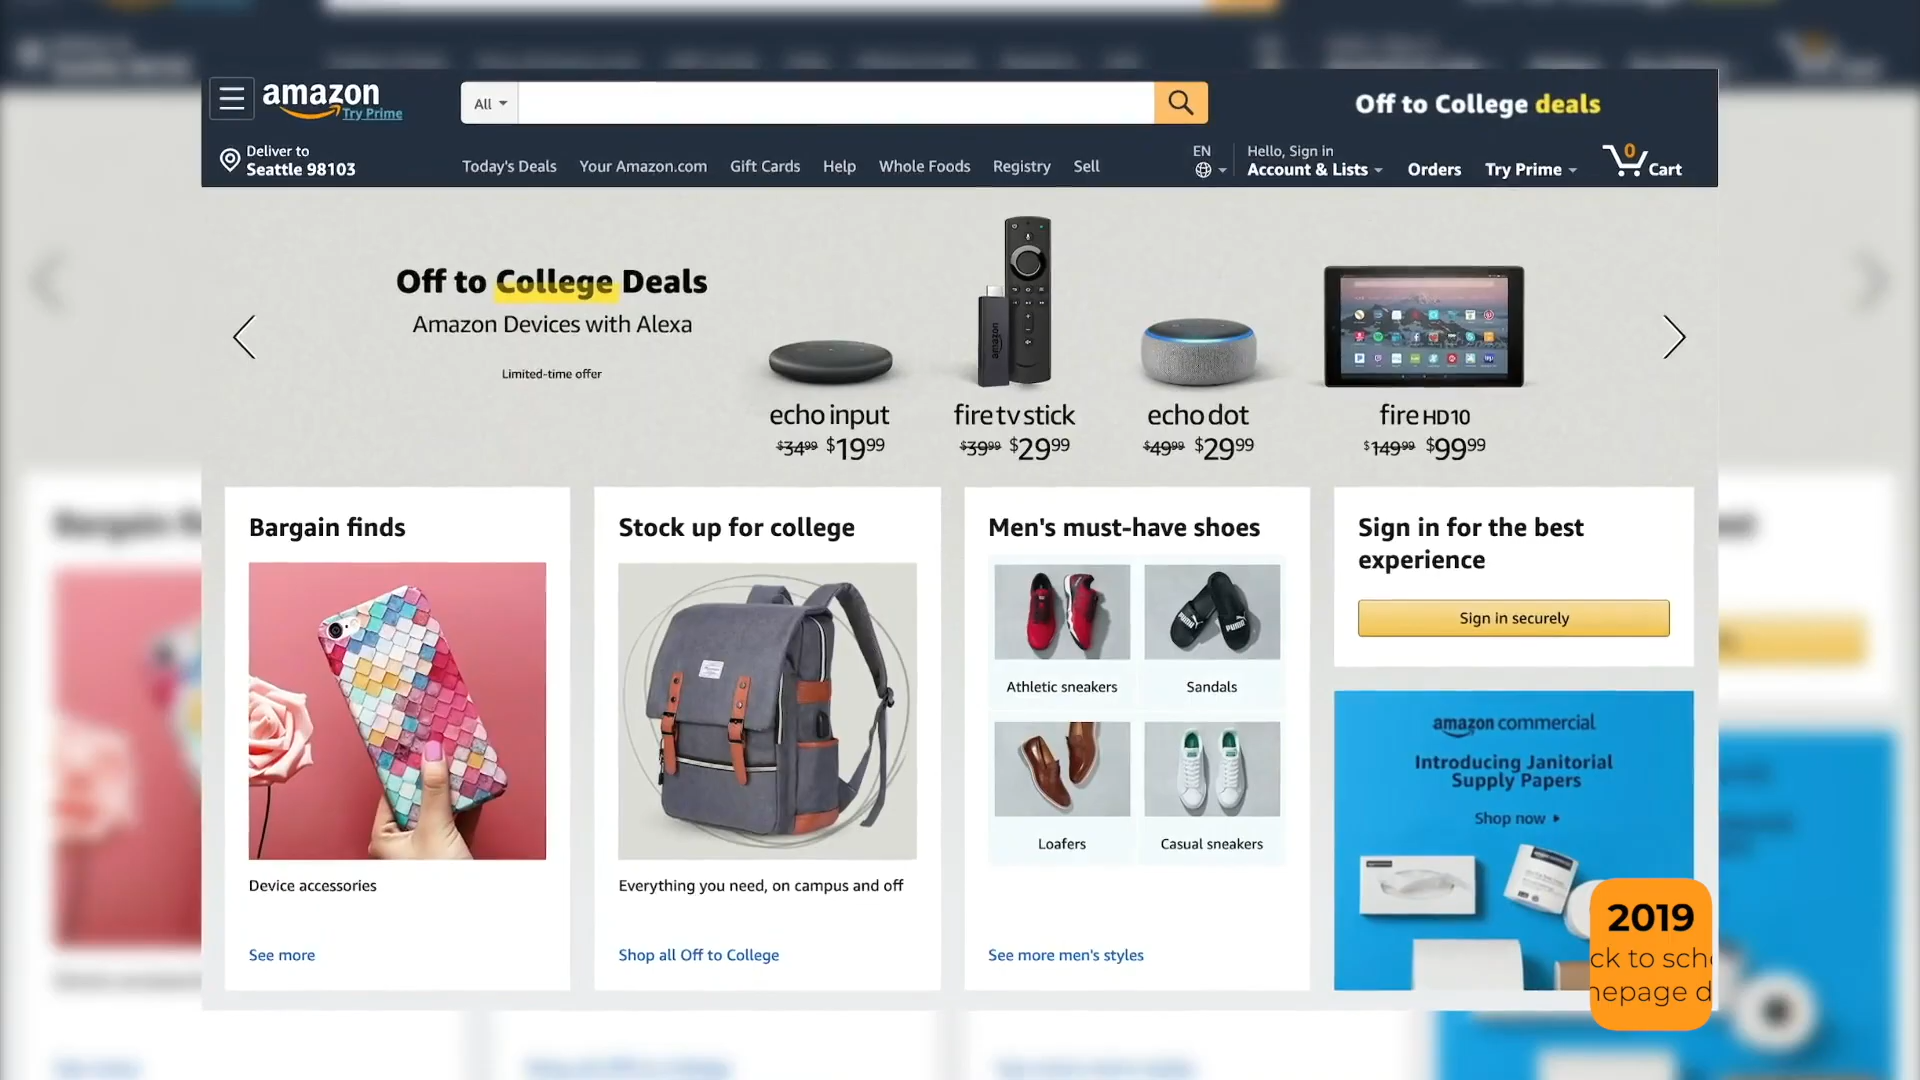 amazon
Try Prime
All
Off to College deals
Deliver to
Seattle 98103
Today's Deals
Your Amazon.com
Gift Cards
Help
Whole Foods
Registry
Sell
EN
Hello, Sign in
Account & Lists
Orders
Try Prime
0
Cart
Off to College Deals
Amazon Devices with Alexa
Limited-time offer
amazon
echo input
$34.99 $19.99
fire tv stick
$39.99 $29.99
echo dot
$49.99 $29.99
fire HD 10
$149.99 $99.99
Bargain finds
Device accessories
See more
Stock up for college
Everything you need, on campus and off
Shop all Off to College
Men's must-have shoes
PUMA
PUMA
Athletic sneakers
Sandals
Loafers
Casual sneakers
See more men's styles
Sign in for the best
experience
Sign in securely
amazon commercial
Introducing Janitorial
Supply Papers
Shop now
2019
ck to sch
epage d